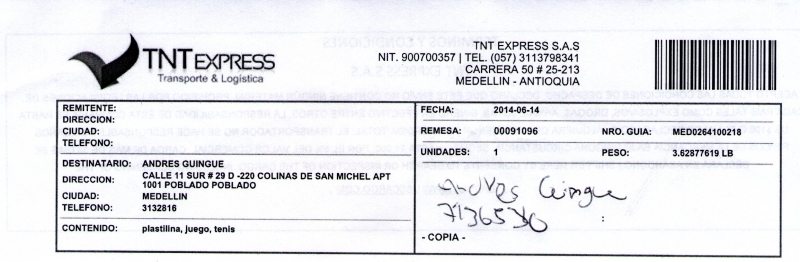 TNT EXPRESS
Transporte & Logística
TNT EXPRESS S.A.S
NIT. 900700357 | TEL. (057) 3113798341
CARRERA 50 # 25-213
MEDELLIN - ANTIOQUIA
REMITENTE:
DIRECCION:
CIUDAD:
TELEFONO:
DESTINATARIO: ANDRES GUINGUE
DIRECCION: CALLE 11 SUR # 29 D -220 COLINAS DE SAN MICHEL APT
1001 POBLADO POBLADO
CIUDAD: MEDELLIN
TELEFONO: 3132816
CONTENIDO: plastilina, juego, tenis
FECHA: 2014-06-14
REMESA: 00091096 NRO. GUIA: MED0264100218
UNIDADES: 1 PESO: 3.62877619 LB
Andres Guingue
7136530
:
- COPIA -